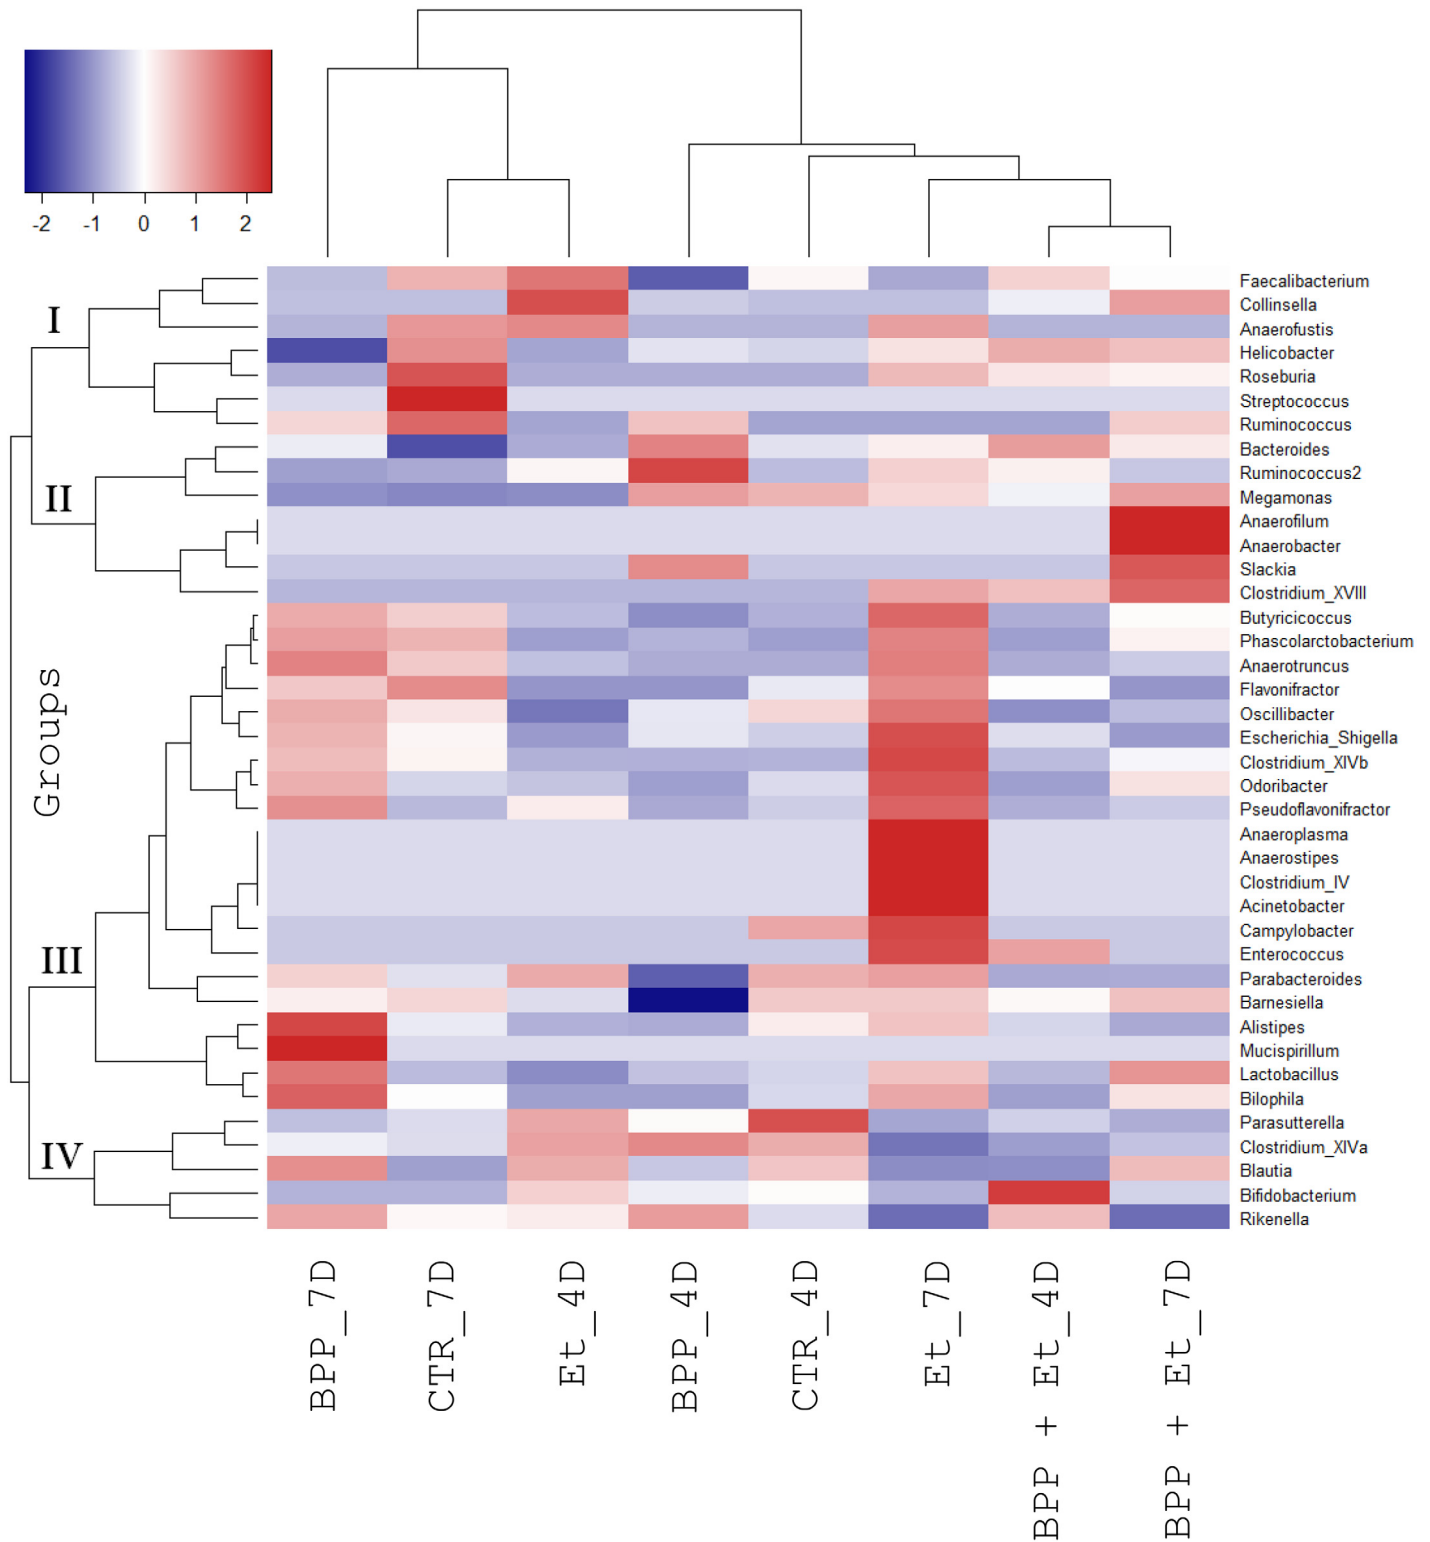 -2 -1 0 1 2
I
II
III
IV
Groups
Faecalibacterium
Collinsella
Anaerofustis
Helicobacter
Roseburia
Streptococcus
Ruminococcus
Bacteroides
Ruminococcus2
Megamonas
Anaerofilum
Anaerobacter
Slackia
Clostridium_XVIII
Butyricicoccus
Phascolarctobacterium
Anaerotruncus
Flavonifractor
Oscillibacter
Escherichia_Shigella
Clostridium_XIVb
Odoribacter
Pseudoflavonifractor
Anaeroplasma
Anaerostipes
Clostridium_IV
Acinetobacter
Campylobacter
Enterococcus
Parabacteroides
Barnesiella
Alistipes
Mucispirillum
Lactobacillus
Bilophila
Parasutterella
Clostridium_XIVa
Blautia
Bifidobacterium
Rikenella
BPP_7D
CTR_7D
Et_4D
BPP_4D
CTR_4D
Et_7D
BPP + Et_4D
BPP + Et_7D